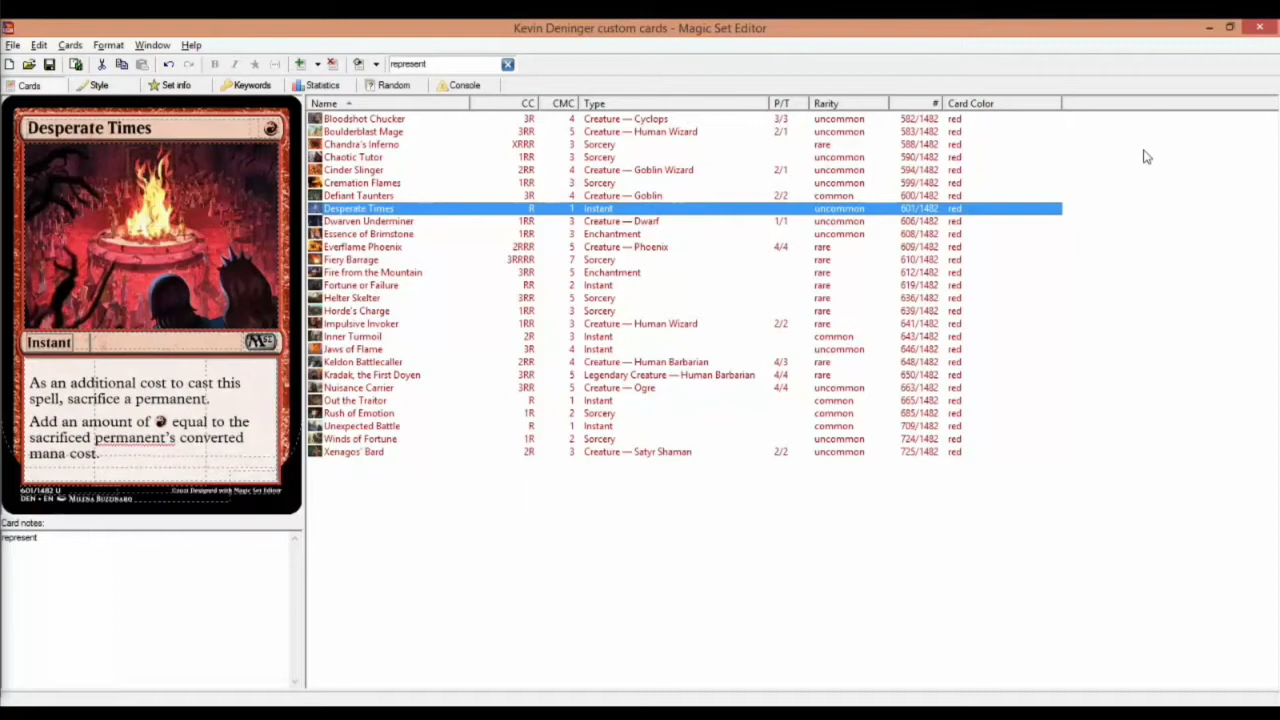 Kevin Deninger custom cards - Magic Set Editor
File Edit Cards Format Window Help
B I represent
Cards Style Set info Keywords Statistics Random Console
Desperate Times
Instant
As an additional cost to cast this
spell, sacrifice a permanent.
Add an amount of equal to the
sacrificed permanent's converted
mana cost.
601/1482 U
DEN • EN Designed with Magic Set Editor
Card notes:
represent
Name CC CMC Type P/T Rarity # Card Color
Bloodshot Chucker 3R 4 Creature — Cyclops 3/3 uncommon 582/1482 red
Boulderblast Mage 3RR 5 Creature — Human Wizard 2/1 uncommon 583/1482 red
Chandra's Inferno XRRR 3 Sorcery rare 588/1482 red
Chaotic Tutor 1RR 3 Sorcery uncommon 590/1482 red
Cinder Slinger 2RR 4 Creature — Goblin Wizard 2/1 uncommon 594/1482 red
Cremation Flames 1RR 3 Sorcery uncommon 599/1482 red
Defiant Taunters 3R 4 Creature — Goblin 2/2 common 600/1482 red
Desperate Times R 1 Instant uncommon 601/1482 red
Dwarven Underminer 1RR 3 Creature — Dwarf 1/1 uncommon 606/1482 red
Essence of Brimstone 1RR 3 Enchantment uncommon 608/1482 red
Everflame Phoenix 2RRR 5 Creature — Phoenix 4/4 rare 609/1482 red
Fiery Barrage 3RRRR 7 Sorcery rare 610/1482 red
Fire from the Mountain 3RR 5 Enchantment rare 612/1482 red
Fortune or Failure RR 2 Instant rare 619/1482 red
Helter Skelter 3RR 5 Sorcery rare 636/1482 red
Horde's Charge 1RR 3 Sorcery rare 639/1482 red
Impulsive Invoker 1RR 3 Creature — Human Wizard 2/2 rare 641/1482 red
Inner Turmoil 2R 3 Instant common 643/1482 red
Jaws of Flame 3R 4 Instant uncommon 646/1482 red
Keldon Battlecaller 2RR 4 Creature — Human Barbarian 4/3 rare 648/1482 red
Kradak, the First Doyen 3RR 5 Legendary Creature — Human Barbarian 4/4 rare 650/1482 red
Nuisance Carrier 3RR 5 Creature — Ogre 4/4 uncommon 663/1482 red
Out the Traitor R 1 Instant common 665/1482 red
Rush of Emotion 1R 2 Sorcery common 685/1482 red
Unexpected Battle R 1 Instant common 709/1482 red
Winds of Fortune 1R 2 Sorcery uncommon 724/1482 red
Xenagos' Bard 2R 3 Creature — Satyr Shaman 2/2 uncommon 725/1482 red